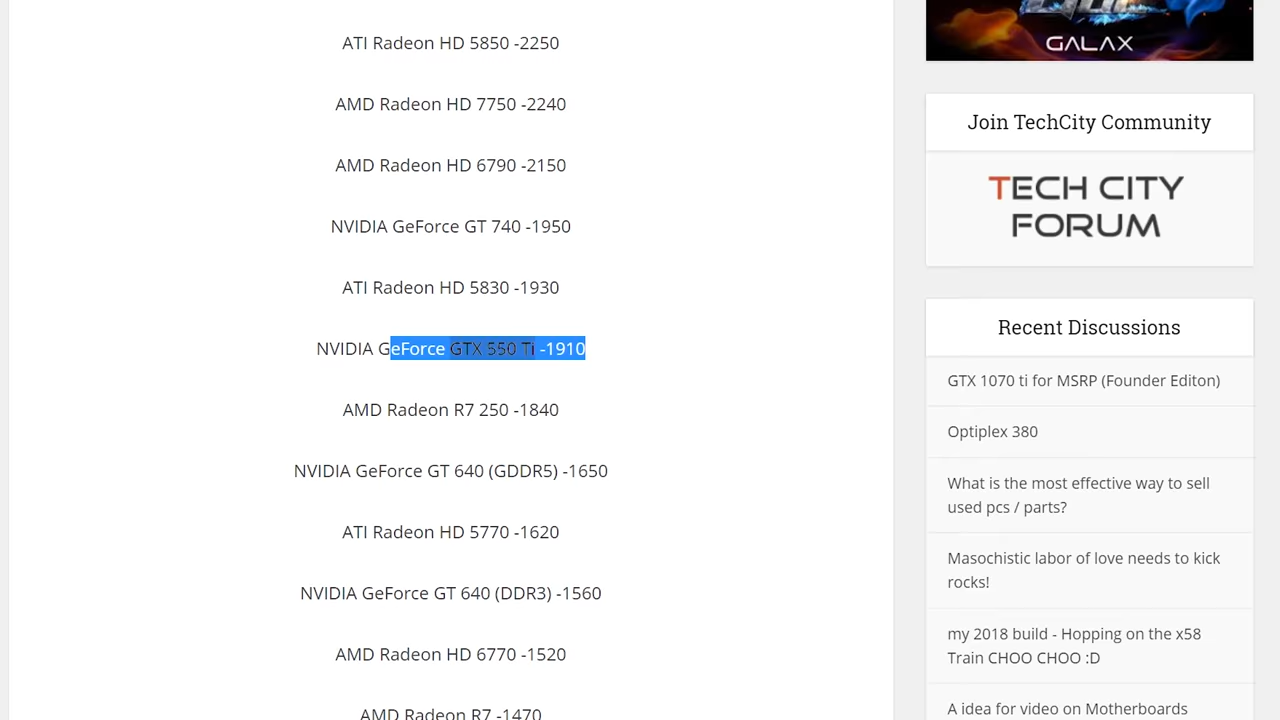 ATI Radeon HD 5850 -2250
AMD Radeon HD 7750 -2240
AMD Radeon HD 6790 -2150
NVIDIA GeForce GT 740 -1950
ATI Radeon HD 5830 -1930
NVIDIA GeForce GTX 550 Ti -1910
AMD Radeon R7 250 -1840
NVIDIA GeForce GT 640 (GDDR5) -1650
ATI Radeon HD 5770 -1620
NVIDIA GeForce GT 640 (DDR3) -1560
AMD Radeon HD 6770 -1520
AMD Radeon R7 -1470
GALAX
Join TechCity Community
TECH CITY
FORUM
Recent Discussions
GTX 1070 ti for MSRP (Founder Editon)
Optiplex 380
What is the most effective way to sell
used pcs / parts?
Masochistic labor of love needs to kick
rocks!
my 2018 build - Hopping on the x58
Train CHOO CHOO :D
A idea for video on Motherboards